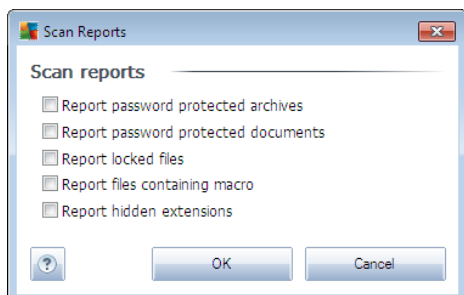 Scan Reports
Scan reports
Report password protected archives
Report password protected documents
Report locked files
Report files containing macro
Report hidden extensions
? OK Cancel